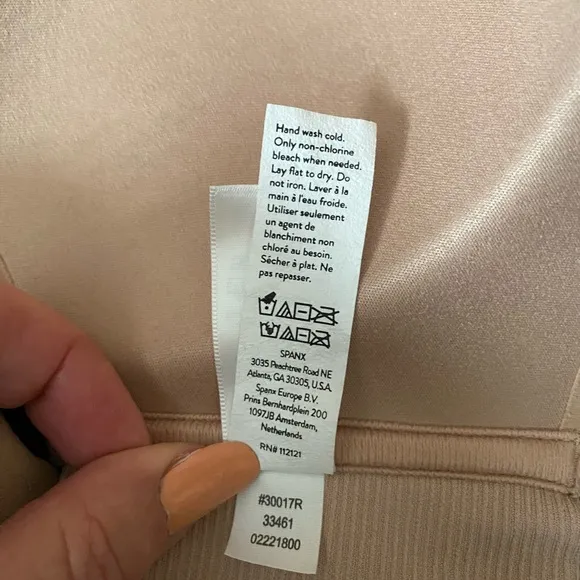 Hand wash cold.
Only non-chlorine
bleach when needed.
Lay flat to dry. Do
not iron. Laver à la
main à l'eau froide.
Utiliser seulement
un agent de
blanchiment non
chloré au besoin.
Sécher à plat. Ne
pas repasser.
SPANX
3035 Peachtree Road NE
Atlanta, GA 30305, U.S.A.
Spanx Europe B.V.
Prins Bernhardplein 200
1097JB Amsterdam,
Netherlands
RN# 112121
#30017R
33461
02221800